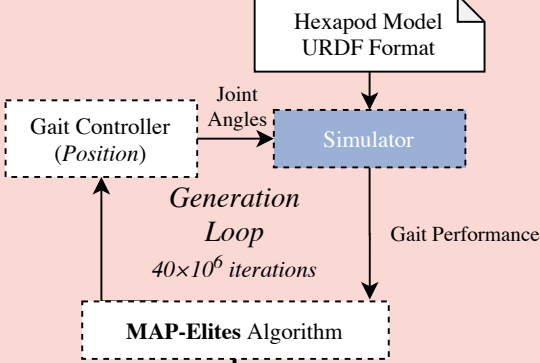 Hexapod Model
URDF Format
Joint
Angles
Gait Controller
(Position)
Simulator
Generation
Loop
40×10⁶ iterations
Gait Performance
MAP-Elites Algorithm